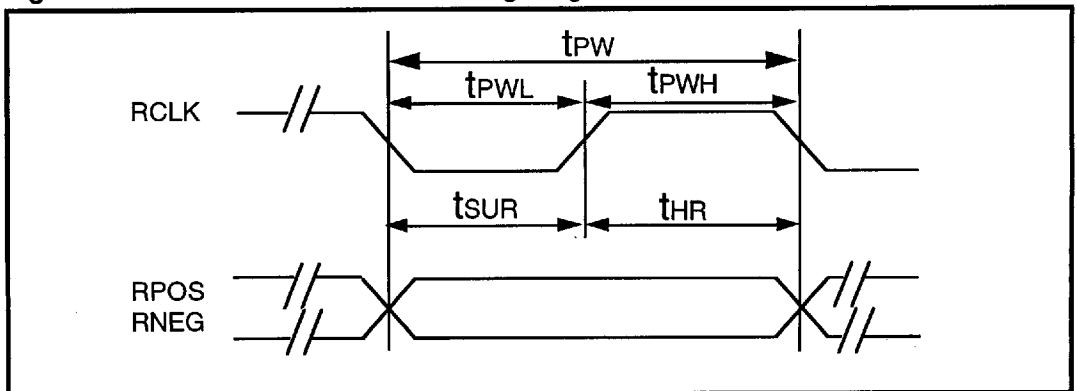 tPW
tPWL
tPWH
RCLK
tSUR
tHR
RPOS
RNEG